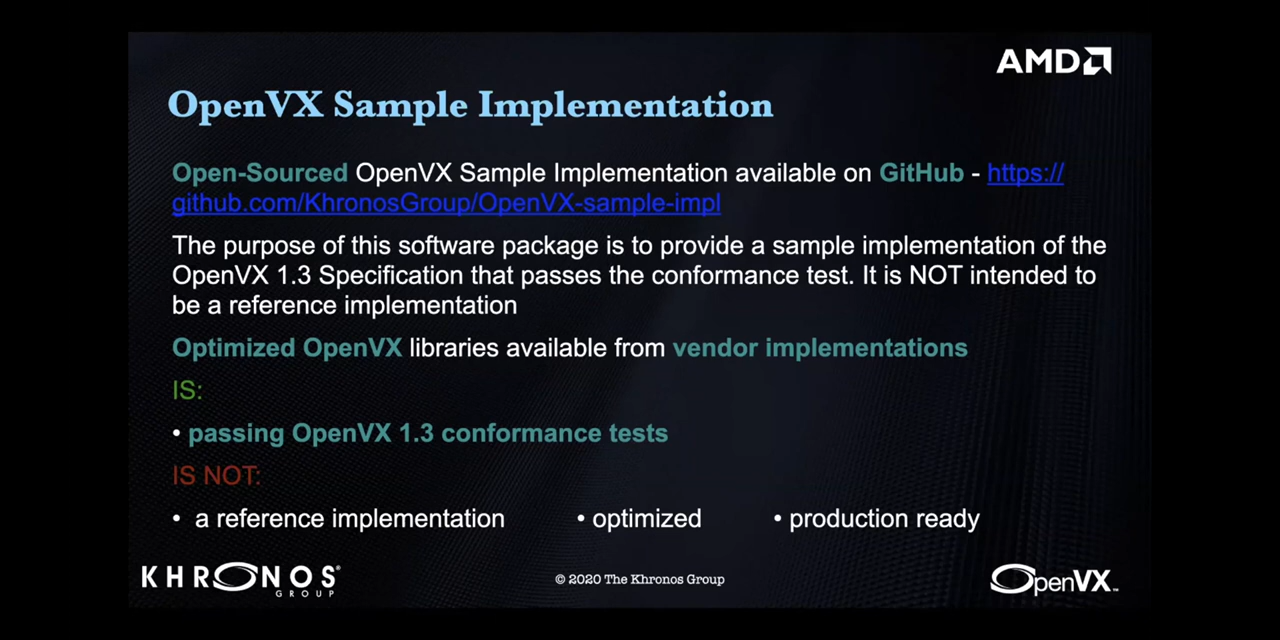 AMD
OpenVX Sample Implementation
Open-Sourced OpenVX Sample Implementation available on GitHub - https://
github.com/KhronosGroup/OpenVX-sample-impl
The purpose of this software package is to provide a sample implementation of the
OpenVX 1.3 Specification that passes the conformance test. It is NOT intended to
be a reference implementation
Optimized OpenVX libraries available from vendor implementations
IS:
• passing OpenVX 1.3 conformance tests
IS NOT:
• a reference implementation • optimized • production ready
KHRONOS®
GROUP
© 2020 The Khronos Group
OpenVX™